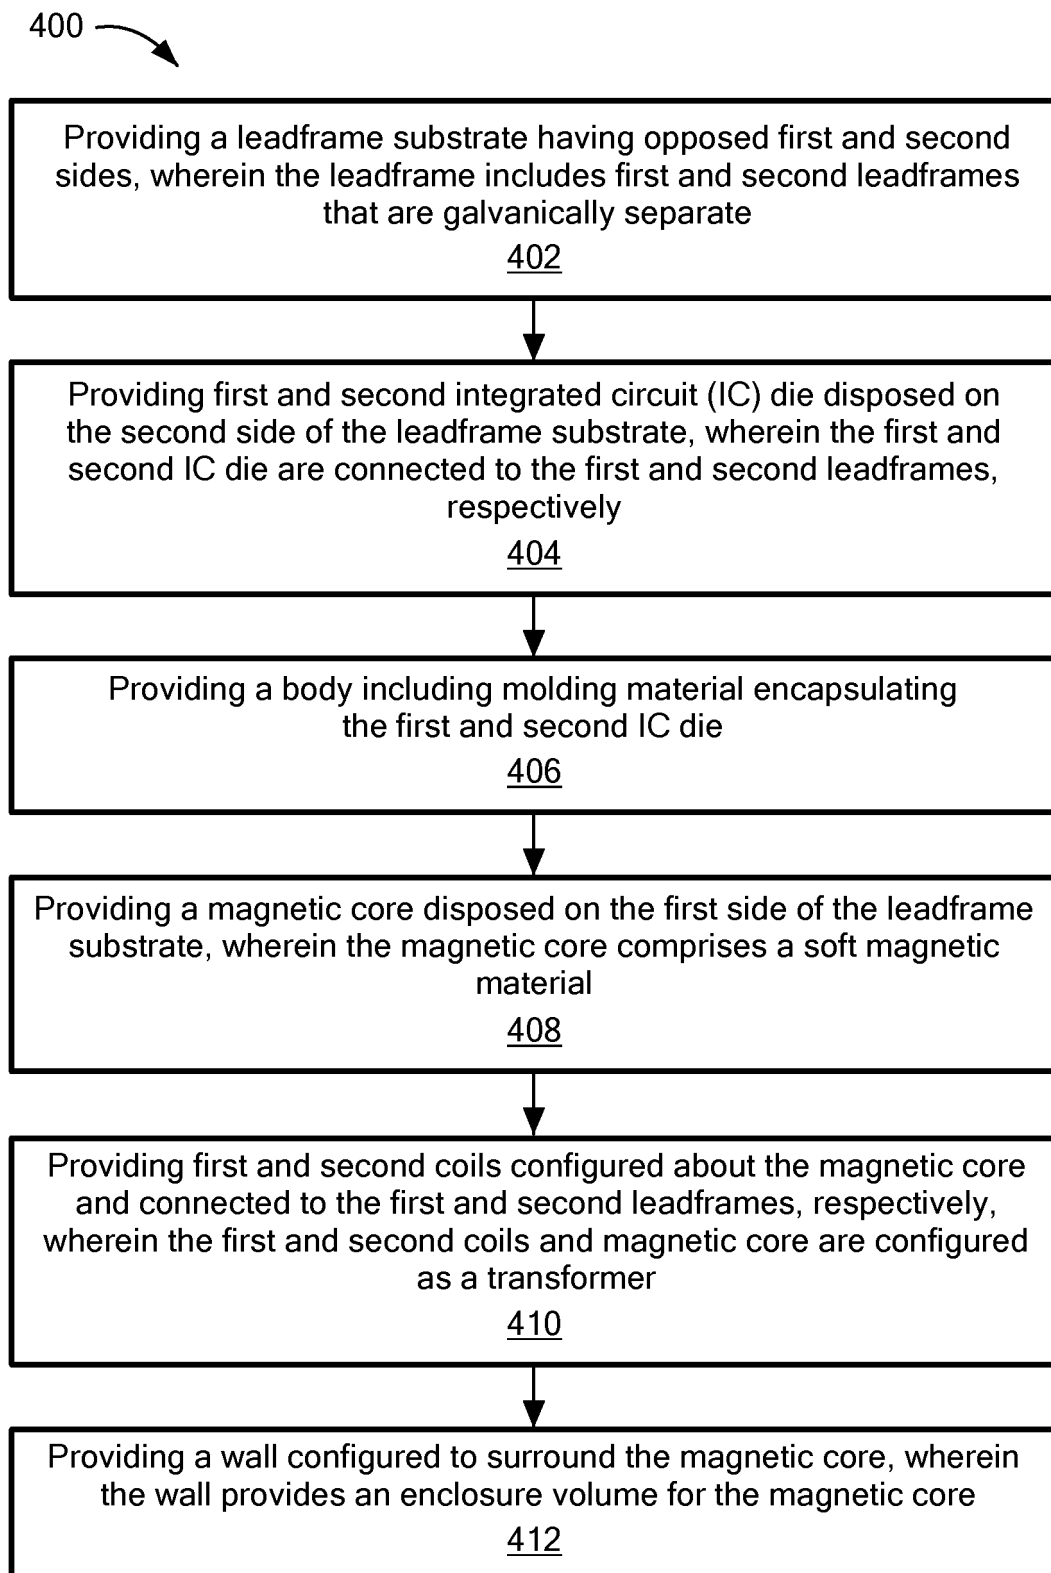 400
Providing a leadframe substrate having opposed first and second
sides, wherein the leadframe includes first and second leadframes
that are galvanically separate
402
Providing first and second integrated circuit (IC) die disposed on
the second side of the leadframe substrate, wherein the first and
second IC die are connected to the first and second leadframes,
respectively
404
Providing a body including molding material encapsulating
the first and second IC die
406
Providing a magnetic core disposed on the first side of the leadframe
substrate, wherein the magnetic core comprises a soft magnetic
material
408
Providing first and second coils configured about the magnetic core
and connected to the first and second leadframes, respectively,
wherein the first and second coils and magnetic core are configured
as a transformer
410
Providing a wall configured to surround the magnetic core, wherein
the wall provides an enclosure volume for the magnetic core
412